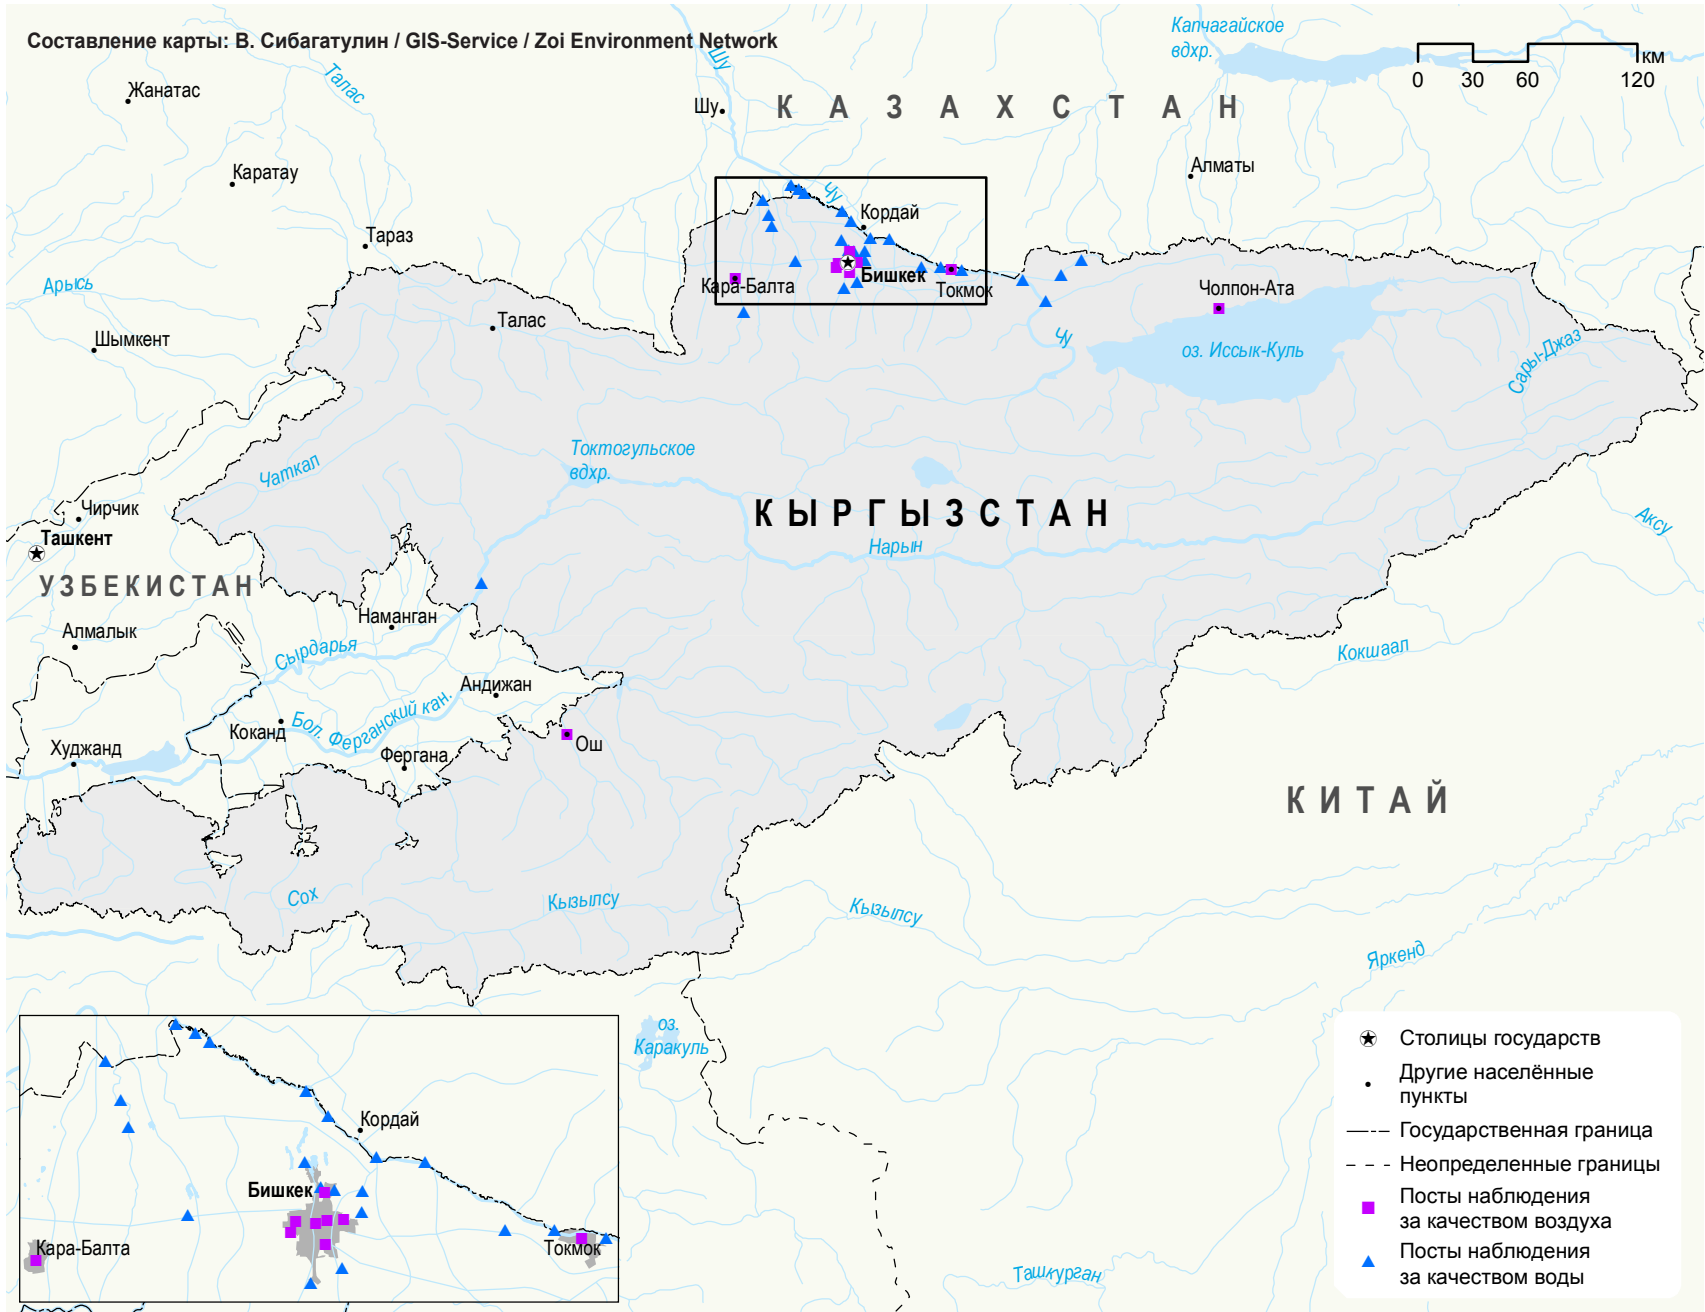 Составление карты: В. Сибагатулин / GIS-Service / Zoi Environment Network
Капчагайское
вдхр.
км
0 30 60 120
Жанатас
Талас
Шу
Шу
КАЗАХСТАН
Каратау
Алматы
Чу
Кордай
Тараз
Арысь
Кара-Балта
Бишкек
Токмок
Чолпон-Ата
Талас
Шымкент
Чу
оз. Иссык-Куль
Сары-Джаз
Токтогульское
вдхр.
Чаткал
Чирчик
Ташкент
КЫРГЫЗСТАН
Нарын
Аксу
УЗБЕКИСТАН
Наманган
Алмалык
Сырдарья
Кокшаал
Андижан
Бол. Ферганский кан.
Коканд
Худжанд
Фергана
Ош
КИТАЙ
Сох
Кызылсу
Кызылсу
Яркенд
оз.
Каракуль
Кордай
Бишкек
Кара-Балта
Токмок
Ташкурган
Столицы государств
Другие населённые
пункты
Государственная граница
Неопределенные границы
Посты наблюдения
за качеством воздуха
Посты наблюдения
за качеством воды